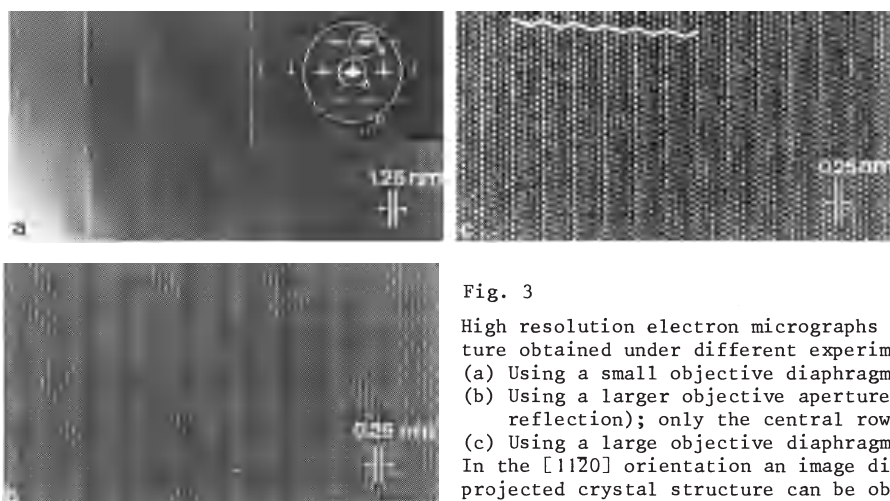 a
1.25 nm
c
0.25 nm
0.25 nm
Fig. 3
High resolution electron micrographs
ture obtained under different experim
(a) Using a small objective diaphragm
(b) Using a larger objective aperture
reflection); only the central row
(c) Using a large objective diaphragm
In the [112̄0] orientation an image di
projected crystal structure can be ob